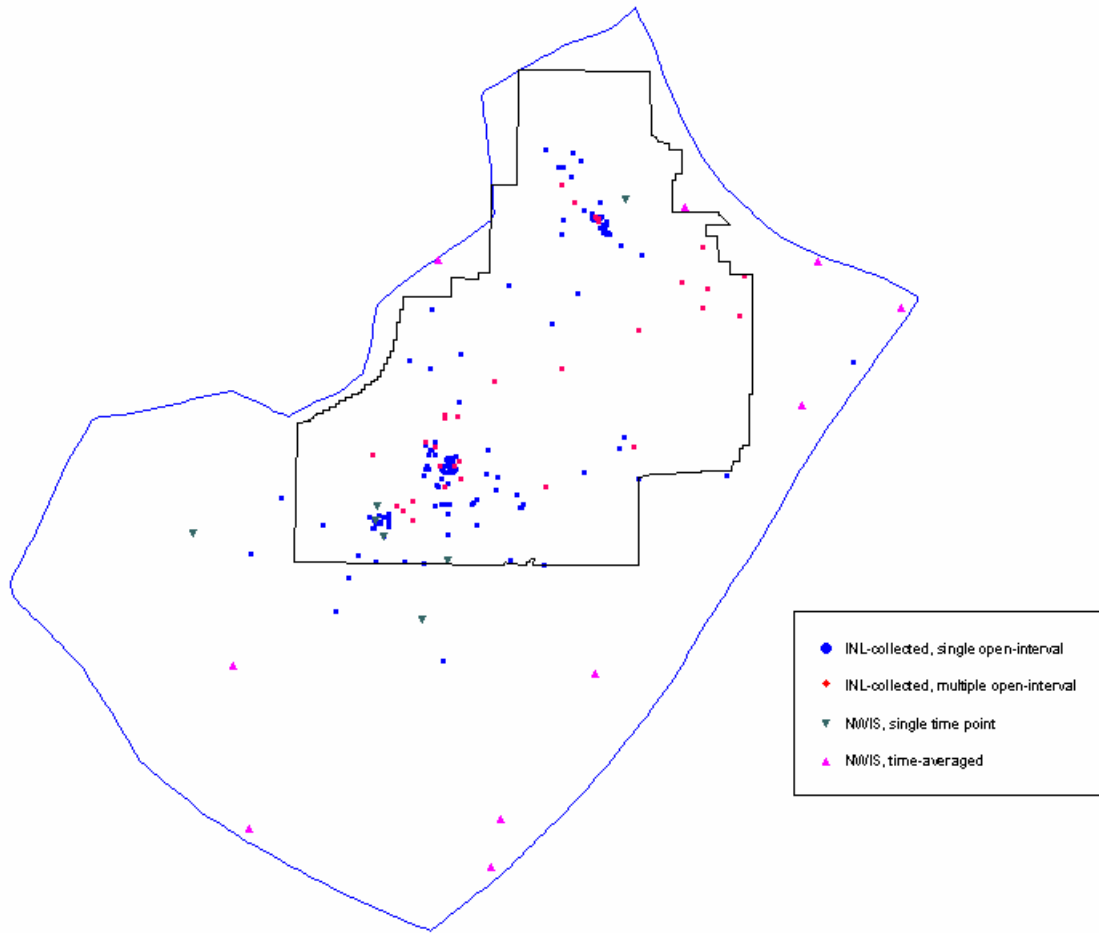 INL-collected, single open-interval
INL-collected, multiple open-interval
NWIS, single time point
NWIS, time-averaged